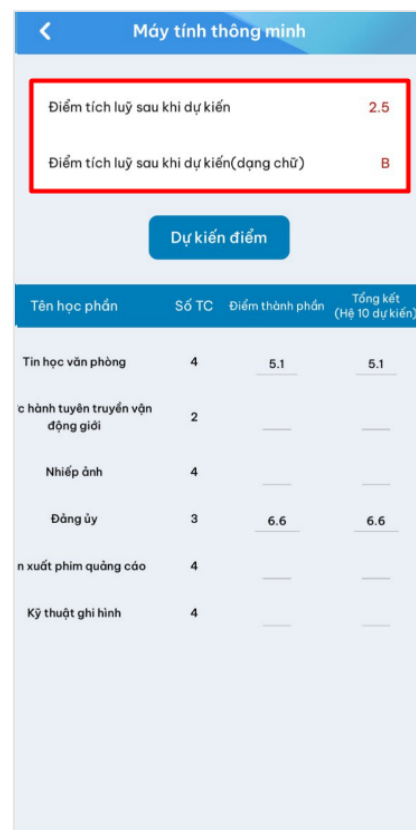 Máy tính thông minh
Điểm tích luỹ sau khi dự kiến 2.5
Điểm tích luỹ sau khi dự kiến(dạng chữ) B
Dự kiến điểm
Tên học phần Số TC Điểm thành phần Tổng kết
(Hệ 10 dự kiến)
Tin học văn phòng 4 5.1 5.1
c hành tuyên truyền vận
động giới 2
Nhiếp ảnh 4
Đảng ủy 3 6.6 6.6
n xuất phim quảng cáo 4
Kỹ thuật ghi hình 4